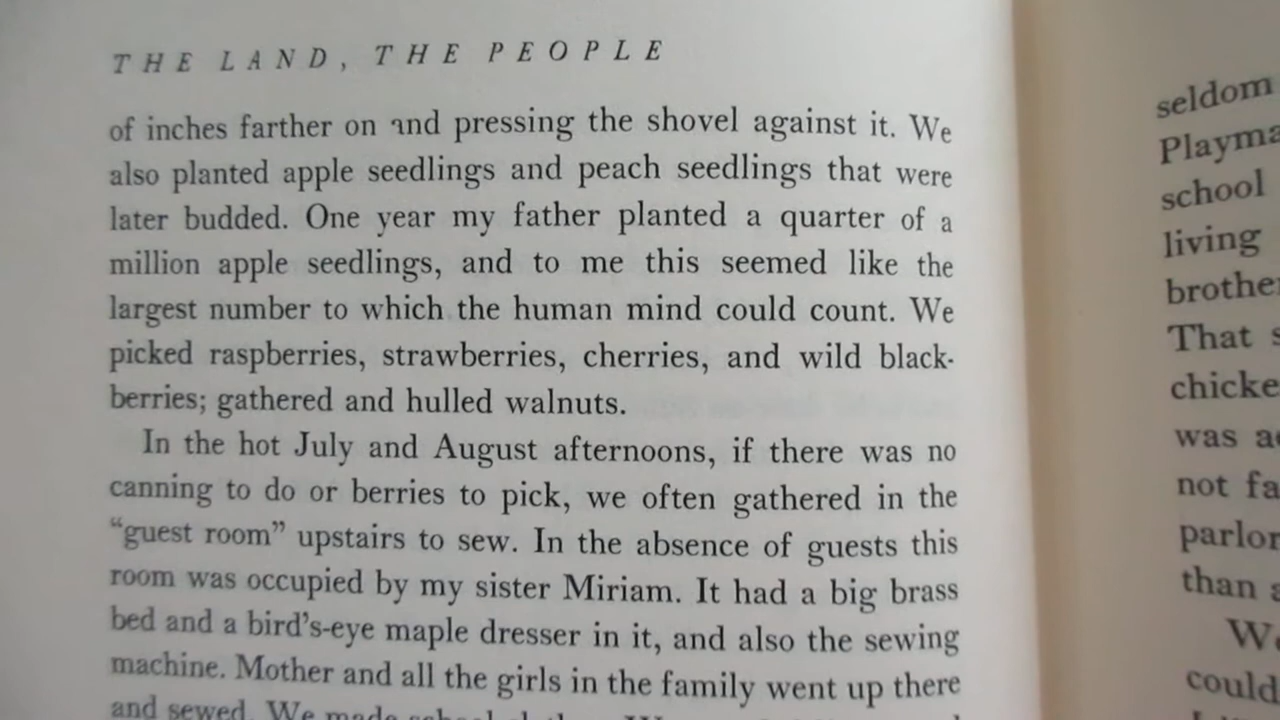 THE LAND, THE PEOPLE
of inches farther on and pressing the shovel against it. We
also planted apple seedlings and peach seedlings that were
later budded. One year my father planted a quarter of a
million apple seedlings, and to me this seemed like the
largest number to which the human mind could count. We
picked raspberries, strawberries, cherries, and wild black-
berries; gathered and hulled walnuts.
In the hot July and August afternoons, if there was no
canning to do or berries to pick, we often gathered in the
“guest room” upstairs to sew. In the absence of guests this
room was occupied by my sister Miriam. It had a big brass
bed and a bird’s-eye maple dresser in it, and also the sewing
machine. Mother and all the girls in the family went up there
and sewed. We made school
seldom
school
living
That
was
not
than
could